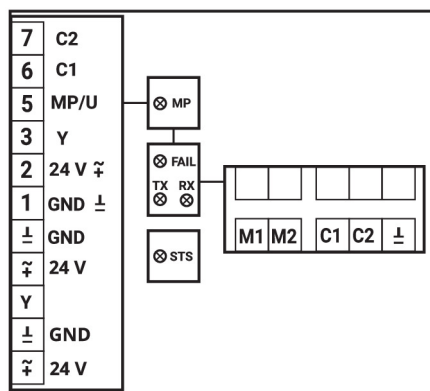 7 C2
6 C1
5 MP/U
3 Y
2 24 V ~+
1 GND ⊥
⊥ GND
~+ 24 V
Y
⊥ GND
~+ 24 V
MP
FAIL
TX RX
STS
M1 M2 C1 C2 ⊥